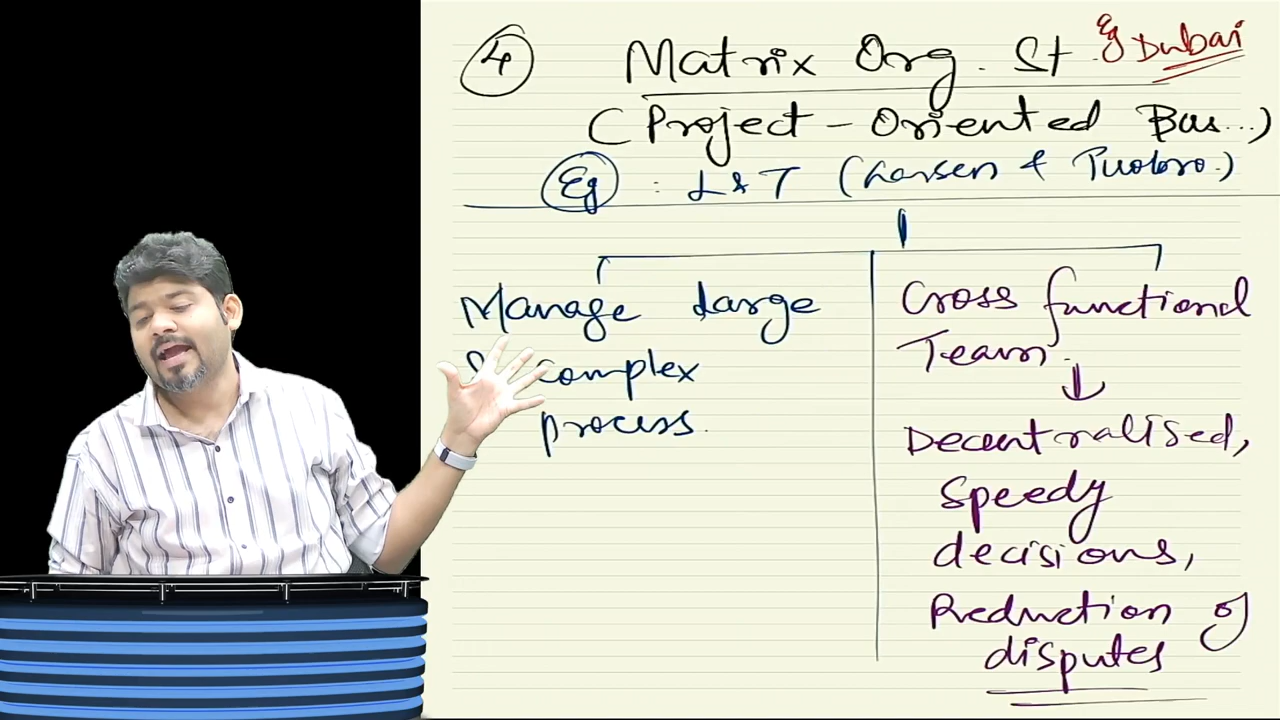 ④ Matrix Org. St. Eg Dubai
(Project - Oriented Bus...)
Eg : L & T (Larsen & Tuobro.)
Manage Large
& complex
process.
Cross functional
Team.
↓
Decentralised,
Speedy
decisions,
Reduction of
disputes